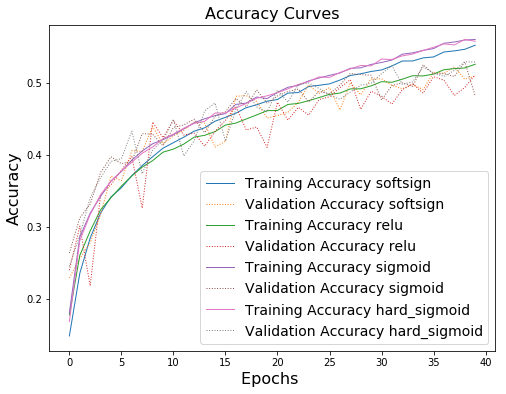 Accuracy Curves
0.5
0.4
0.3
0.2
Accuracy
Training Accuracy softsign
Validation Accuracy softsign
Training Accuracy relu
Validation Accuracy relu
Training Accuracy sigmoid
Validation Accuracy sigmoid
Training Accuracy hard_sigmoid
Validation Accuracy hard_sigmoid
0 5 10 15 20 25 30 35 40
Epochs